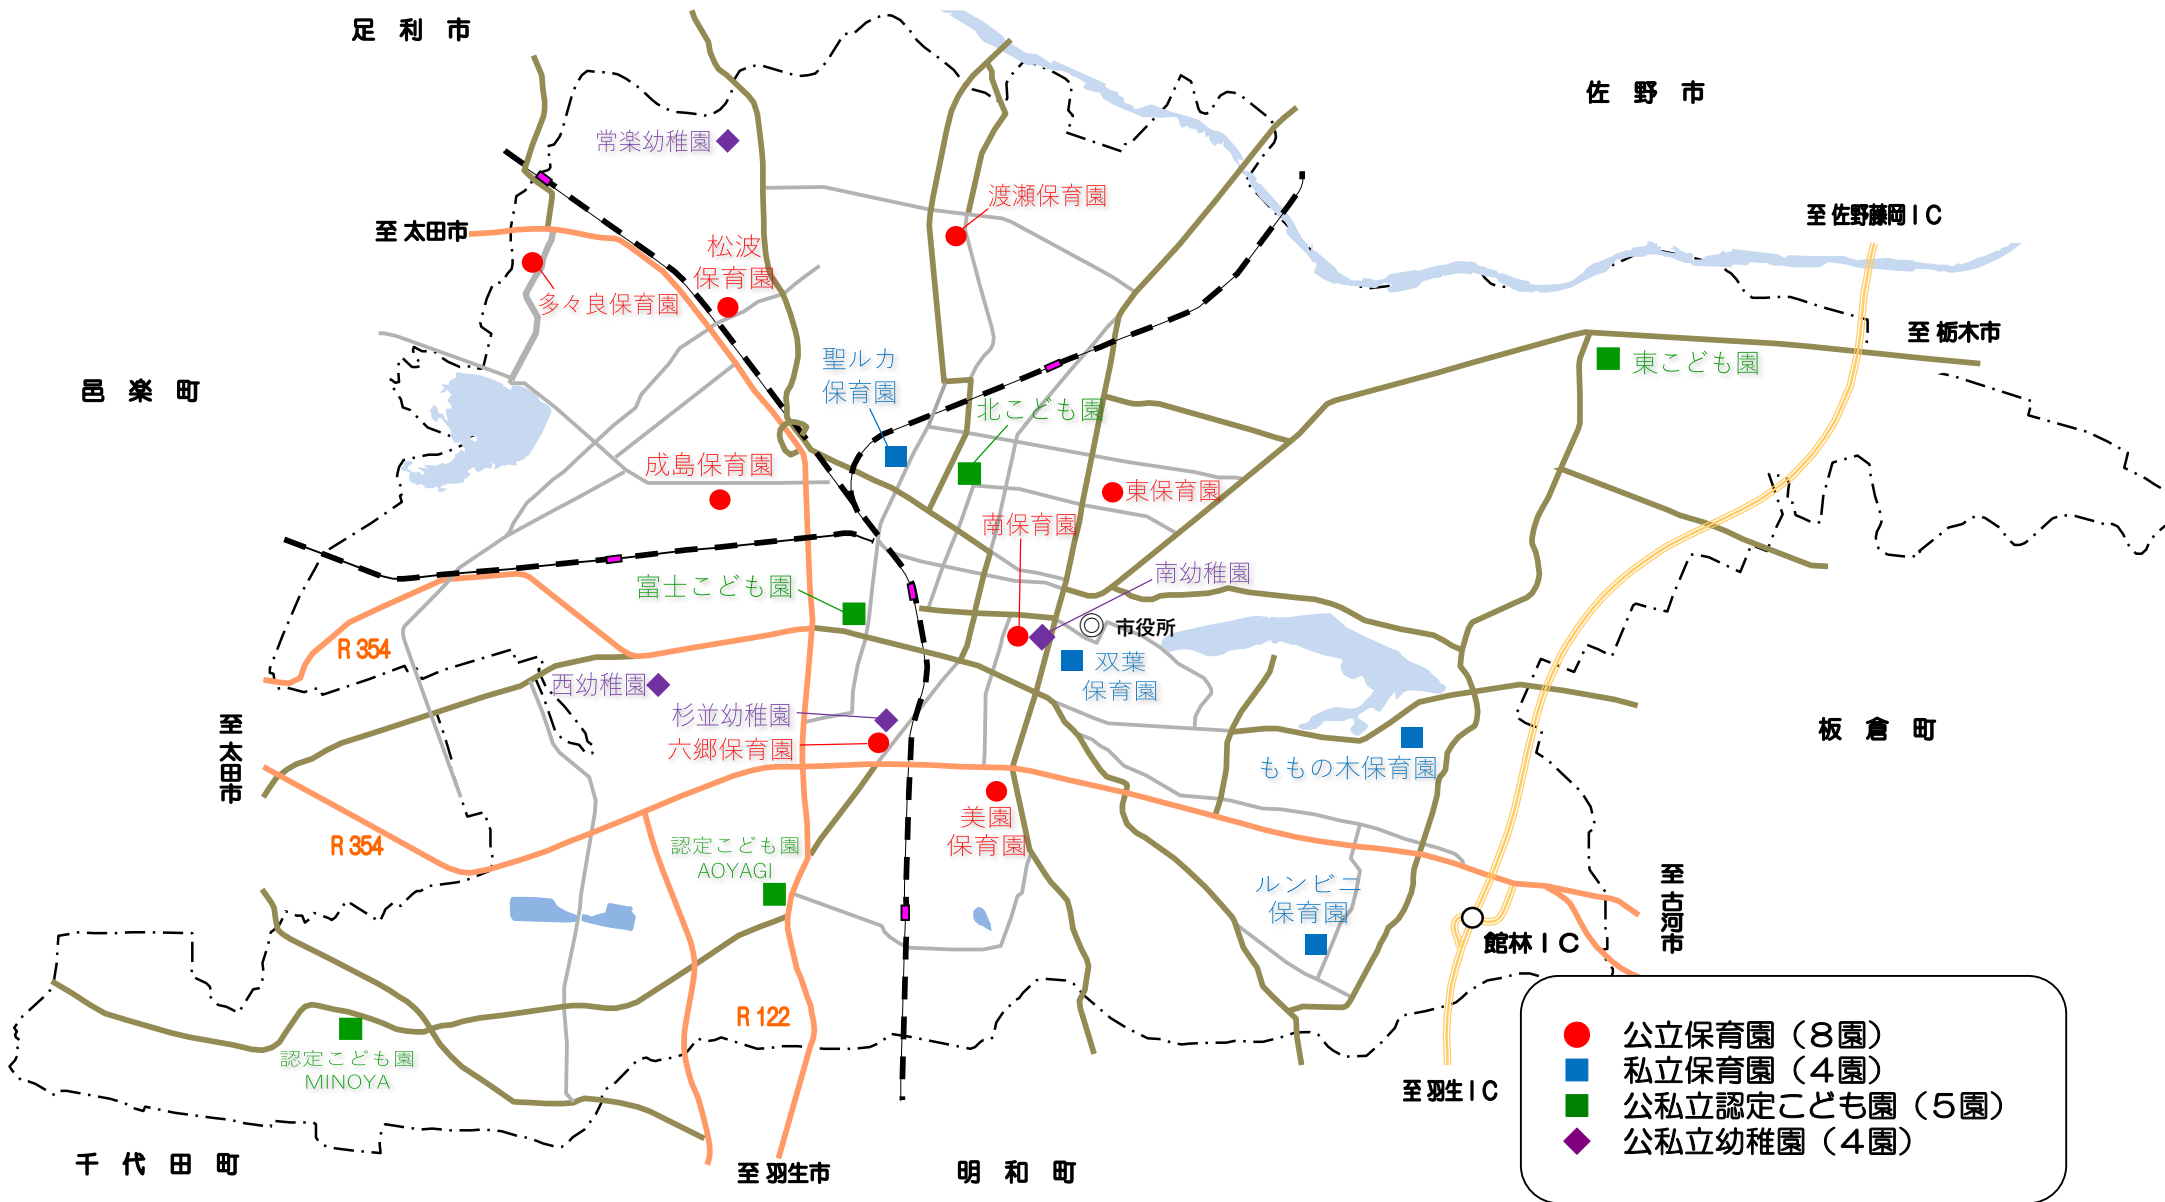 足 利 市
佐 野 市
常楽幼稚園
渡瀬保育園
至 佐野藤岡ＩＣ
至 太田市
松波
保育園
多々良保育園
至 栃木市
聖ルカ
保育園
東こども園
邑 楽 町
北こども園
成島保育園
東保育園
南保育園
富士こども園
南幼稚園
市役所
R 354
双葉
保育園
西幼稚園
杉並幼稚園
六郷保育園
至 太田市
板 倉 町
ももの木保育園
美園
保育園
R 354
認定こども園
AOYAGI
ルンビニ
保育園
至 古河市
館林ＩＣ
R 122
認定こども園
MINOYA
至 羽生ＩＣ
公立保育園（８園）
私立保育園（４園）
公私立認定こども園（５園）
公私立幼稚園（４園）
千 代 田 町
至 羽生市
明 和 町